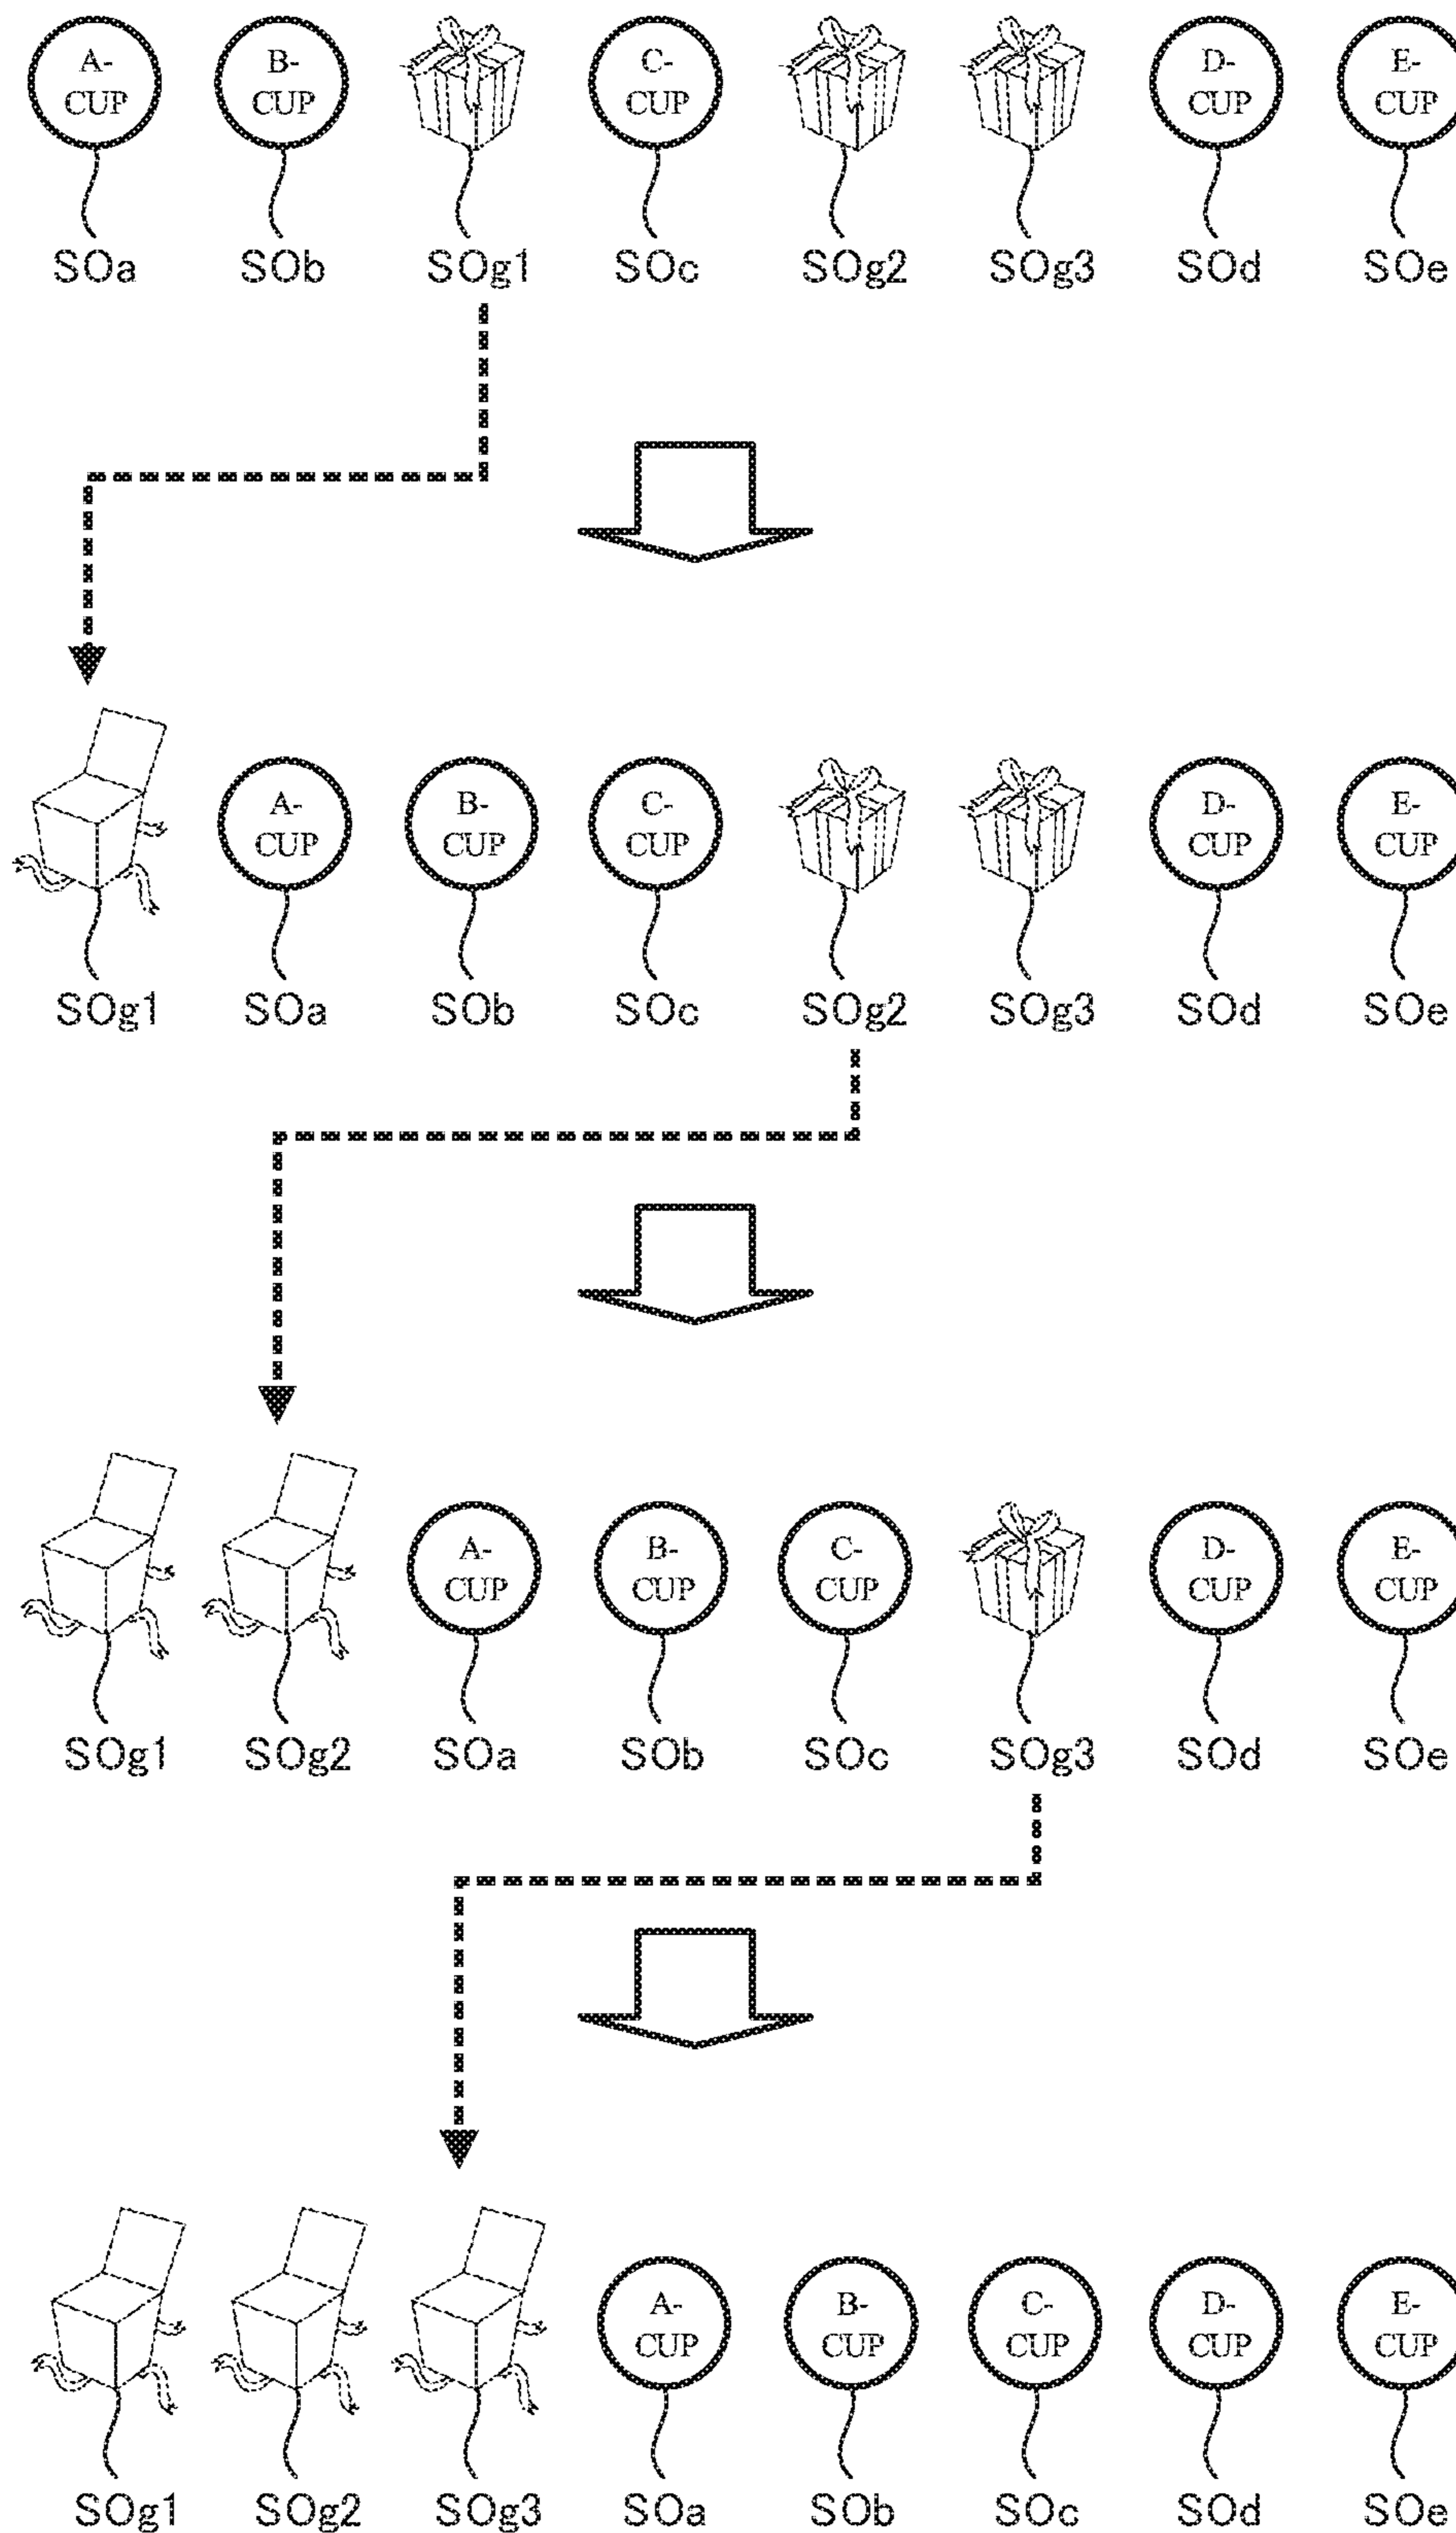 A-CUP B-CUP C-CUP D-CUP E-CUP
SOa SOb SOg1 SOc SOg2 SOg3 SOd SOe
A-CUP B-CUP C-CUP D-CUP E-CUP
SOg1 SOa SOb SOc SOg2 SOg3 SOd SOe
A-CUP B-CUP C-CUP D-CUP E-CUP
SOg1 SOg2 SOa SOb SOc SOg3 SOd SOe
A-CUP B-CUP C-CUP D-CUP E-CUP
SOg1 SOg2 SOg3 SOa SOb SOc SOd SOe